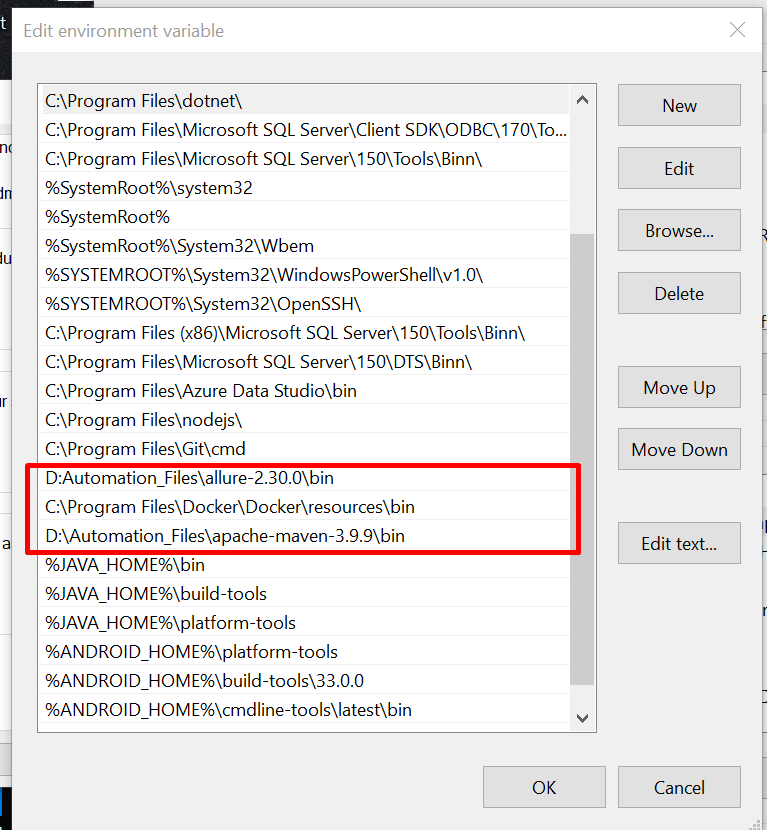 Edit environment variable
C:\Program Files\dotnet\
C:\Program Files\Microsoft SQL Server\Client SDK\ODBC\170\To...
C:\Program Files\Microsoft SQL Server\150\Tools\Binn\
%SystemRoot%\system32
%SystemRoot%
%SystemRoot%\System32\Wbem
%SYSTEMROOT%\System32\WindowsPowerShell\v1.0\
%SYSTEMROOT%\System32\OpenSSH\
C:\Program Files (x86)\Microsoft SQL Server\150\Tools\Binn\
C:\Program Files\Microsoft SQL Server\150\DTS\Binn\
C:\Program Files\Azure Data Studio\bin
C:\Program Files\nodejs\
C:\Program Files\Git\cmd
D:Automation_Files\allure-2.30.0\bin
C:\Program Files\Docker\Docker\resources\bin
D:\Automation_Files\apache-maven-3.9.9\bin
%JAVA_HOME%\bin
%JAVA_HOME%\build-tools
%JAVA_HOME%\platform-tools
%ANDROID_HOME%\platform-tools
%ANDROID_HOME%\build-tools\33.0.0
%ANDROID_HOME%\cmdline-tools\latest\bin
New
Edit
Browse...
Delete
Move Up
Move Down
Edit text...
OK
Cancel